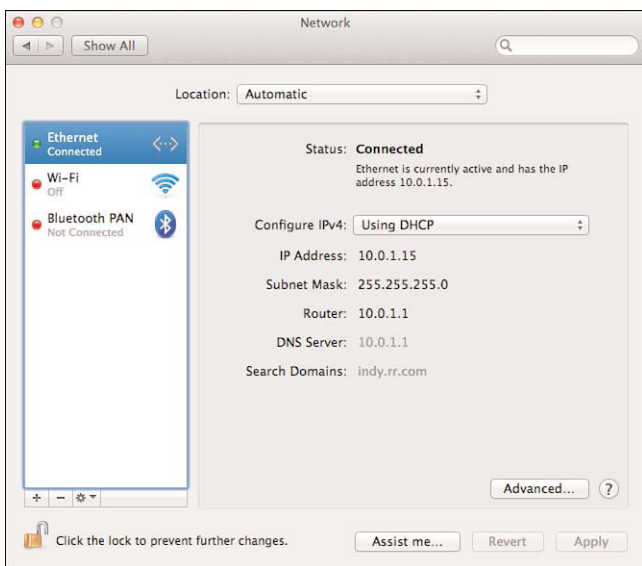 Network
Show All
Location: Automatic
Ethernet
Connected
Wi-Fi
Off
Bluetooth PAN
Not Connected
Status: Connected
Ethernet is currently active and has the IP
address 10.0.1.15.
Configure IPv4: Using DHCP
IP Address: 10.0.1.15
Subnet Mask: 255.255.255.0
Router: 10.0.1.1
DNS Server: 10.0.1.1
Search Domains: indy.rr.com
Advanced... ?
+ −
Click the lock to prevent further changes.
Assist me... Revert Apply